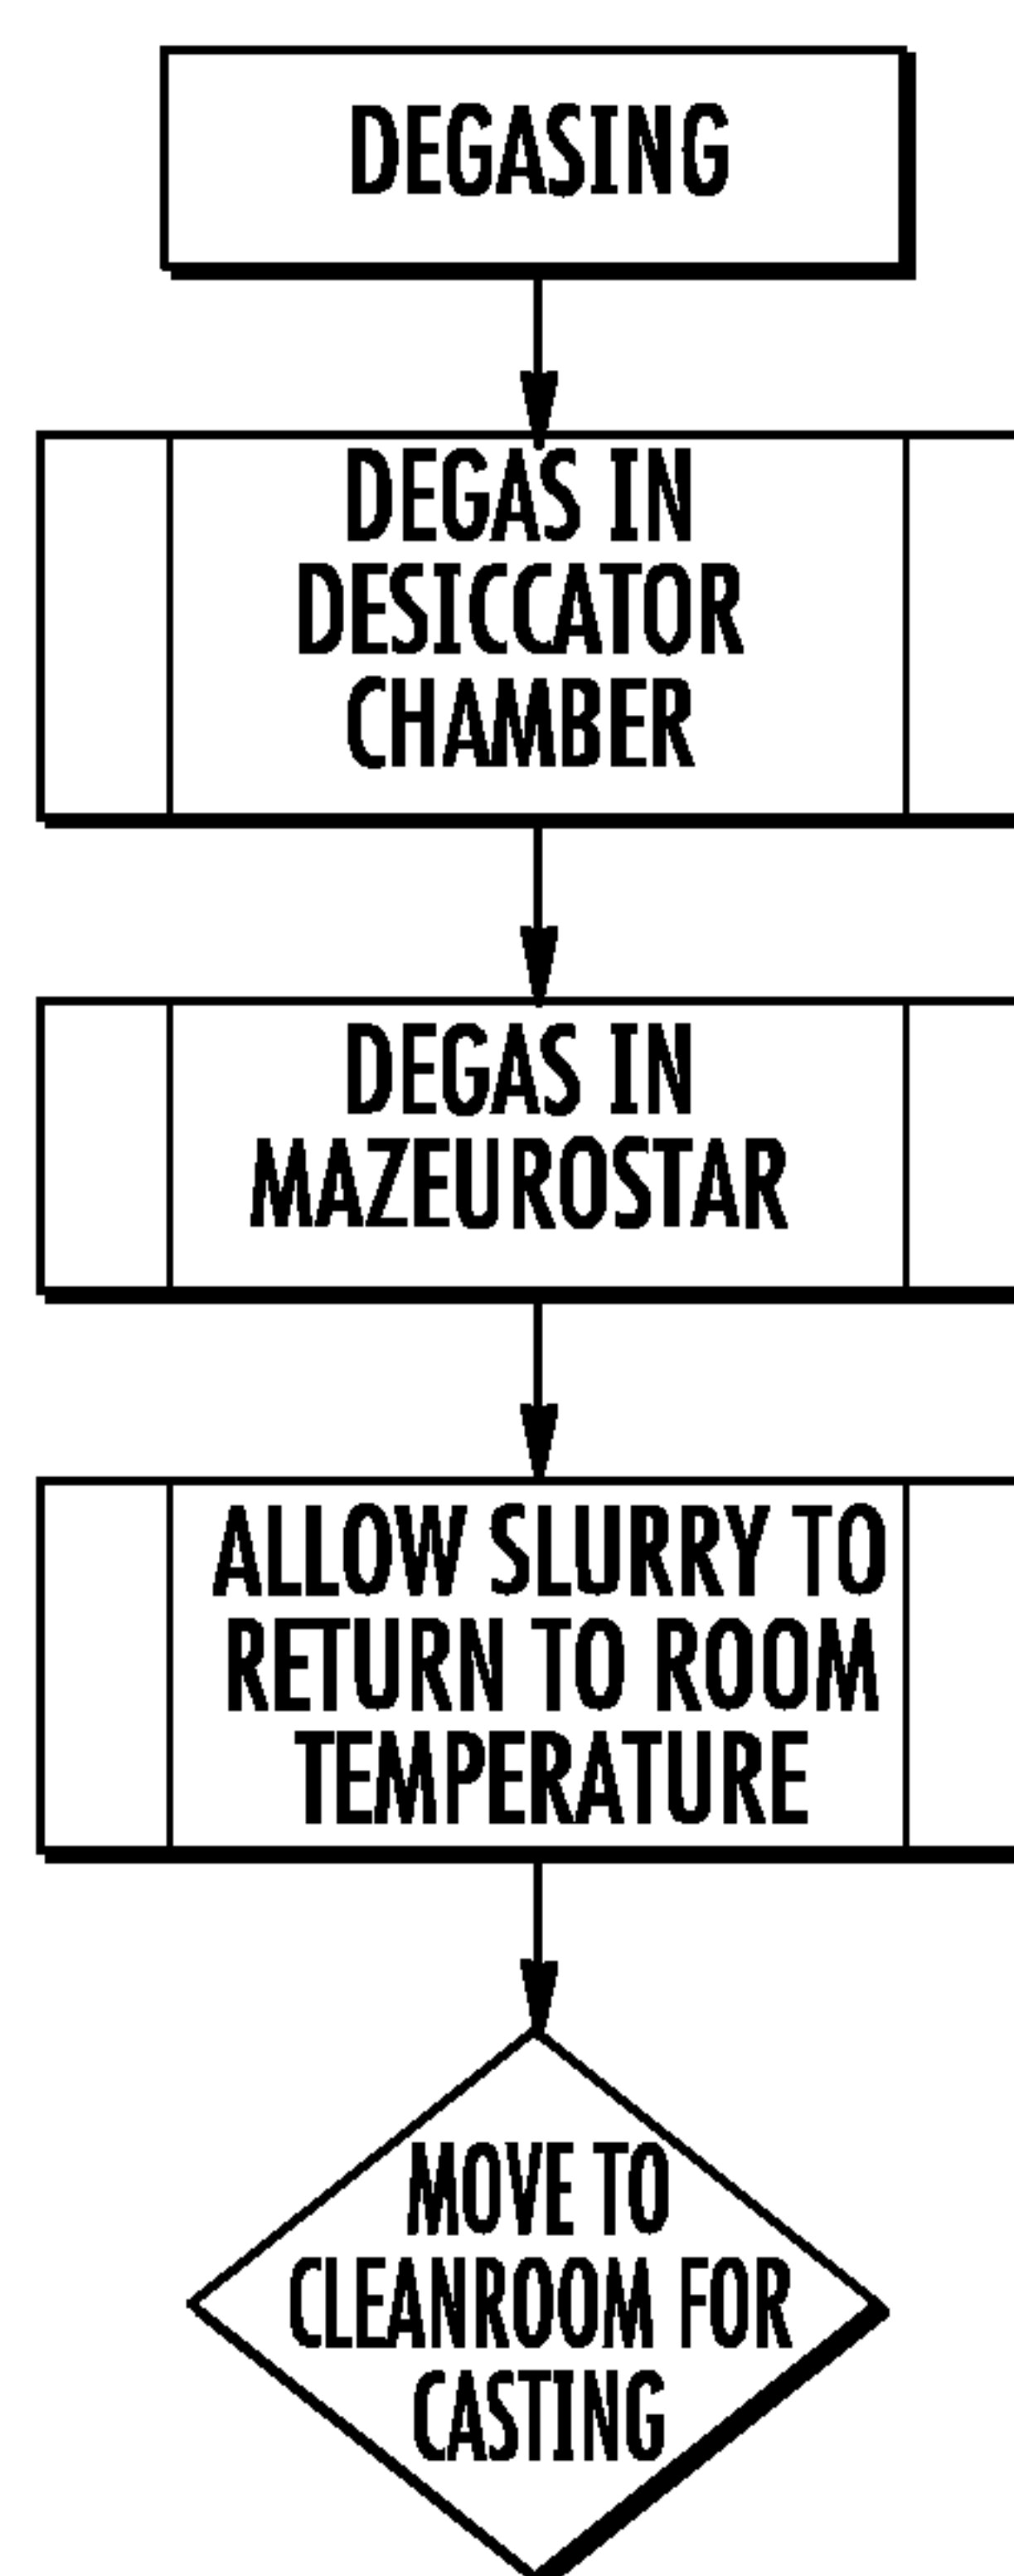 DEGASING
DEGAS IN
DESICCATOR
CHAMBER
DEGAS IN
MAZEUROSTAR
ALLOW SLURRY TO
RETURN TO ROOM
TEMPERATURE
MOVE TO
CLEANROOM FOR
CASTING